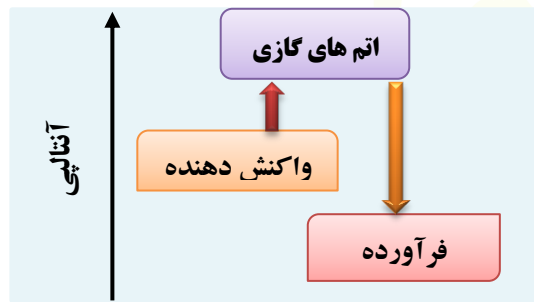 اتم های گازی
واکنش دهنده
آنتالپی
فرآورده